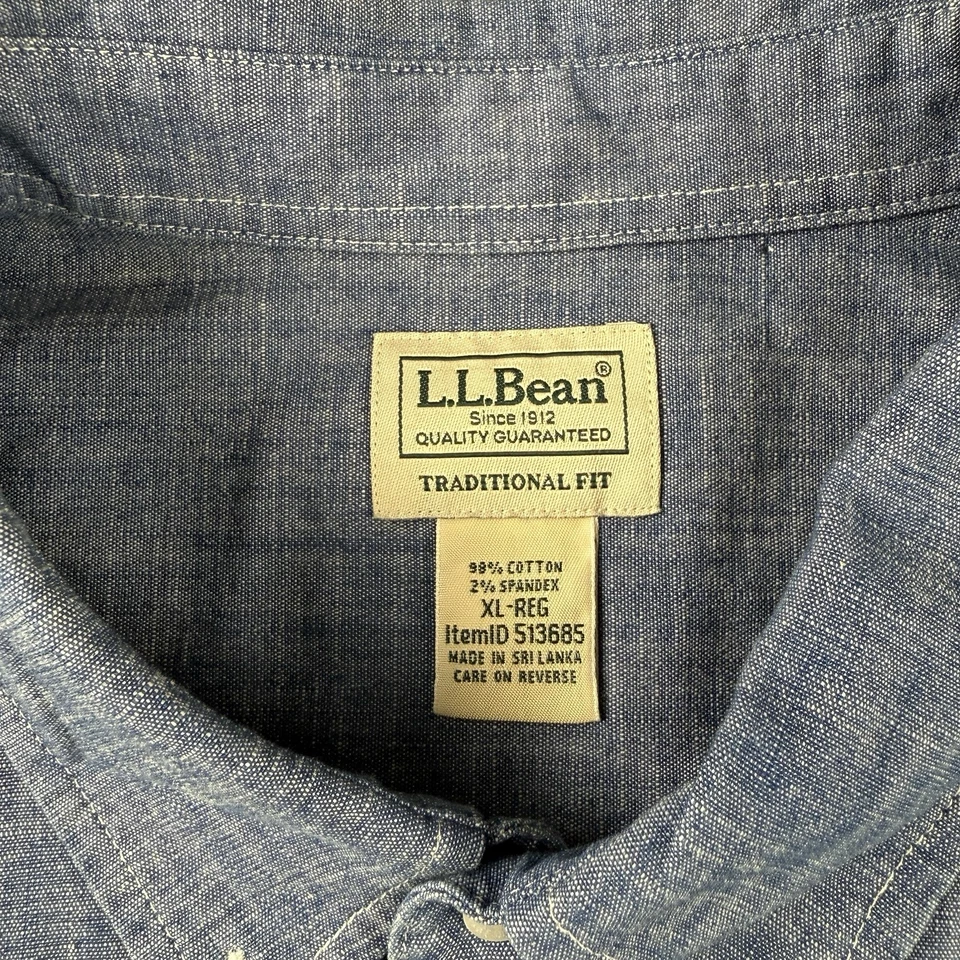 L.L.Bean®
Since 1912
QUALITY GUARANTEED
TRADITIONAL FIT
98% COTTON
2% SPANDEX
XL-REG
ItemID 513685
MADE IN SRI LANKA
CARE ON REVERSE